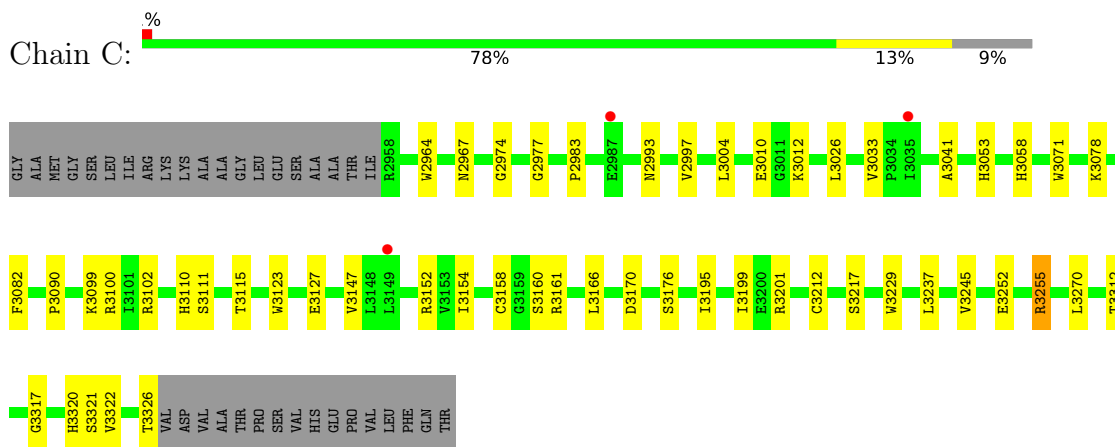 .%
Chain C:
78% 13% 9%
GLY ALA MET GLY SER LEU ILE ARG LYS LYS ALA ALA GLY LEU GLU SER ALA ALA THR ILE R2958 W2964 N2967 G2974 G2977 P2983 E2987 N2993 V2997 L3004 E3010 G3011 K3012 L3026 V3033 P3034 I3035 A3041 H3053 H3058 W3071 K3078
F3082 P3090 K3099 R3100 I3101 R3102 H3110 S3111 T3115 W3123 E3127 V3147 L3148 L3149 R3152 V3153 I3154 C3158 G3159 S3160 R3161 L3166 D3170 S3176 I3195 I3199 E3200 R3201 C3212 S3217 W3229 L3237 V3245 E3252 R3255 L3270
G3317 H3320 S3321 V3322 T3326 VAL ASP VAL ALA THR PRO SER VAL HIS GLU PRO VAL LEU PHE GLN THR